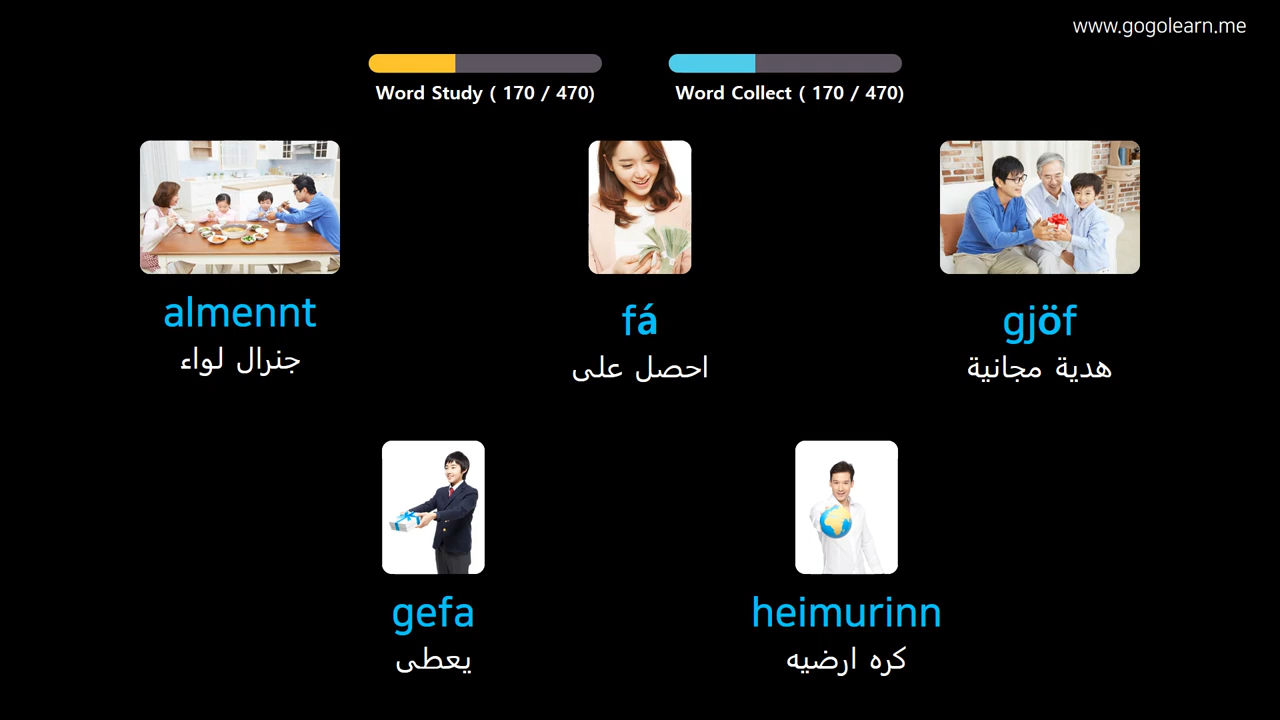 www.gogolearn.me
Word Study ( 170 / 470)
Word Collect ( 170 / 470)
almennt
جنرال لواء
fá
احصل على
gjöf
هدية مجانية
gefa
يعطى
heimurinn
كره ارضيه